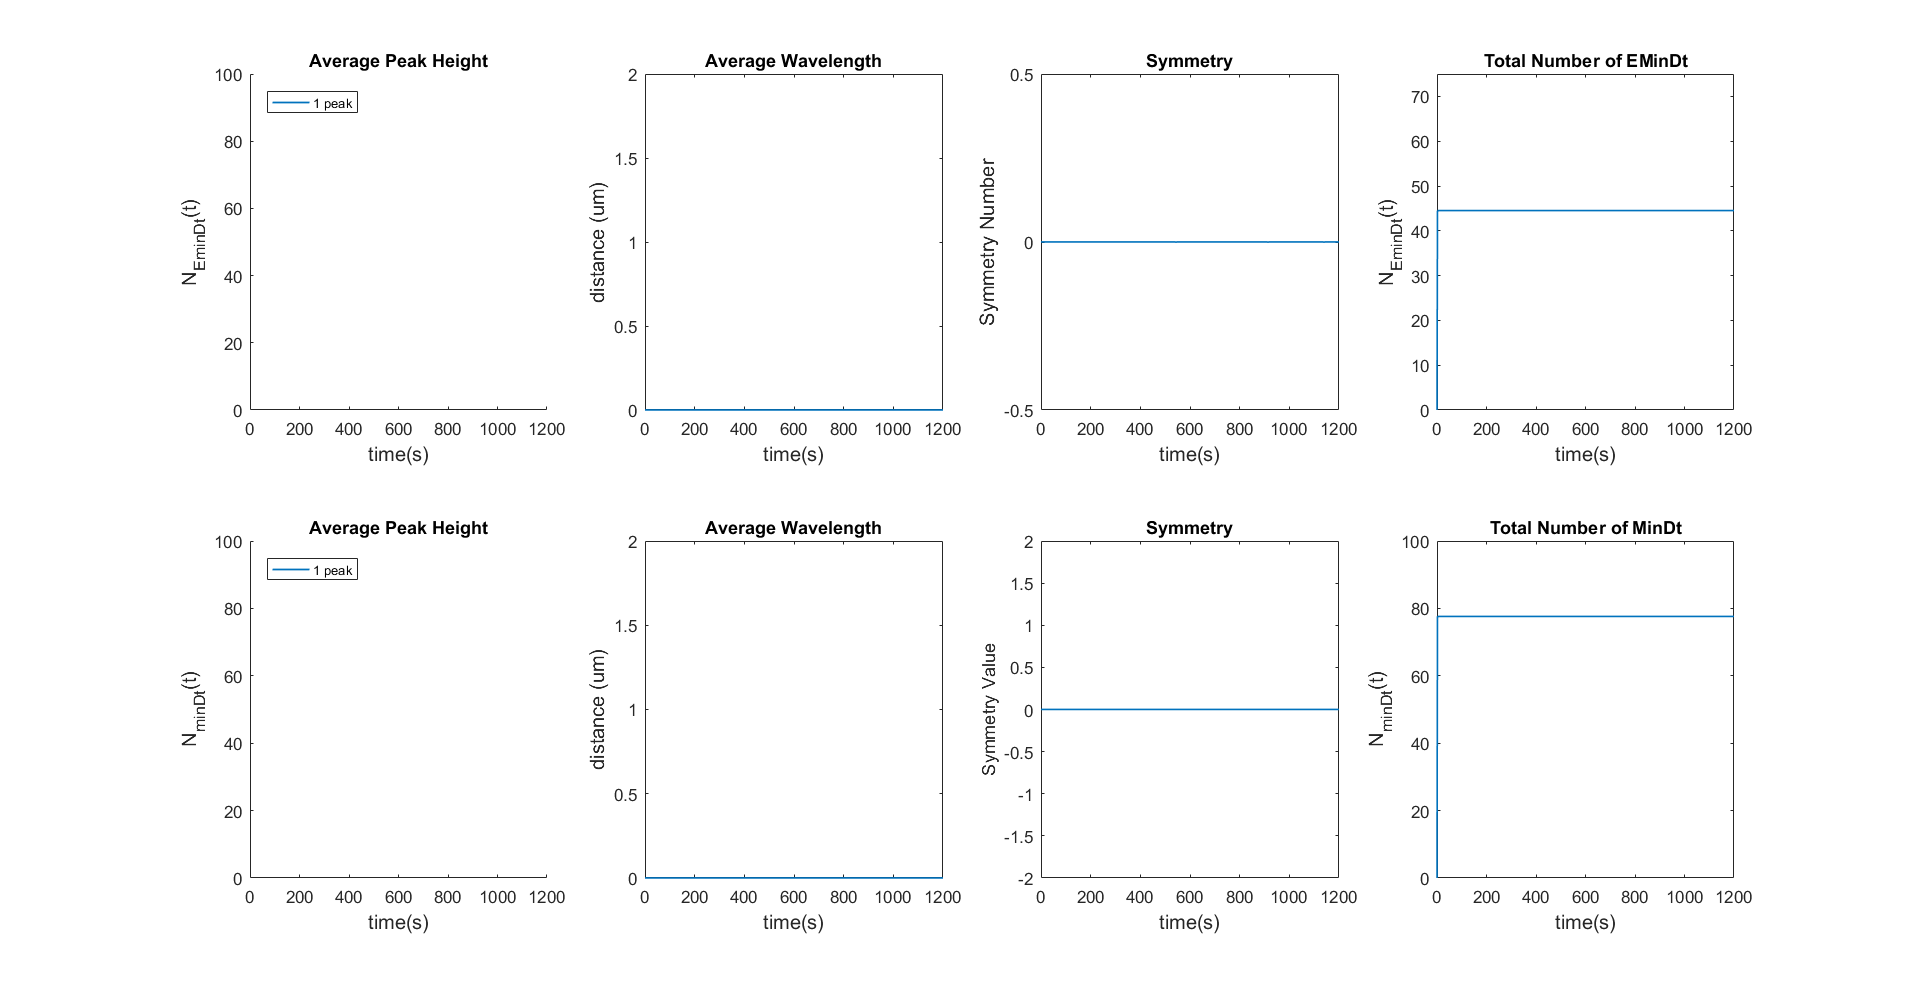 Average Peak Height
100
80
60
40
20
0
N_EminDt(t)
1 peak
0 200 400 600 800 1000 1200
time(s)
Average Wavelength
2
1.5
1
0.5
0
distance (um)
0 200 400 600 800 1000 1200
time(s)
Symmetry
0.5
0
-0.5
Symmetry Number
0 200 400 600 800 1000 1200
time(s)
Total Number of EMinDt
70
60
50
40
30
20
10
0
N_EminDt(t)
0 200 400 600 800 1000 1200
time(s)
Average Peak Height
100
80
60
40
20
0
N_minDt(t)
1 peak
0 200 400 600 800 1000 1200
time(s)
Average Wavelength
2
1.5
1
0.5
0
distance (um)
0 200 400 600 800 1000 1200
time(s)
Symmetry
2
1.5
1
0.5
0
-0.5
-1
-1.5
-2
Symmetry Value
0 200 400 600 800 1000 1200
time(s)
Total Number of MinDt
100
80
60
40
20
0
N_minDt(t)
0 200 400 600 800 1000 1200
time(s)